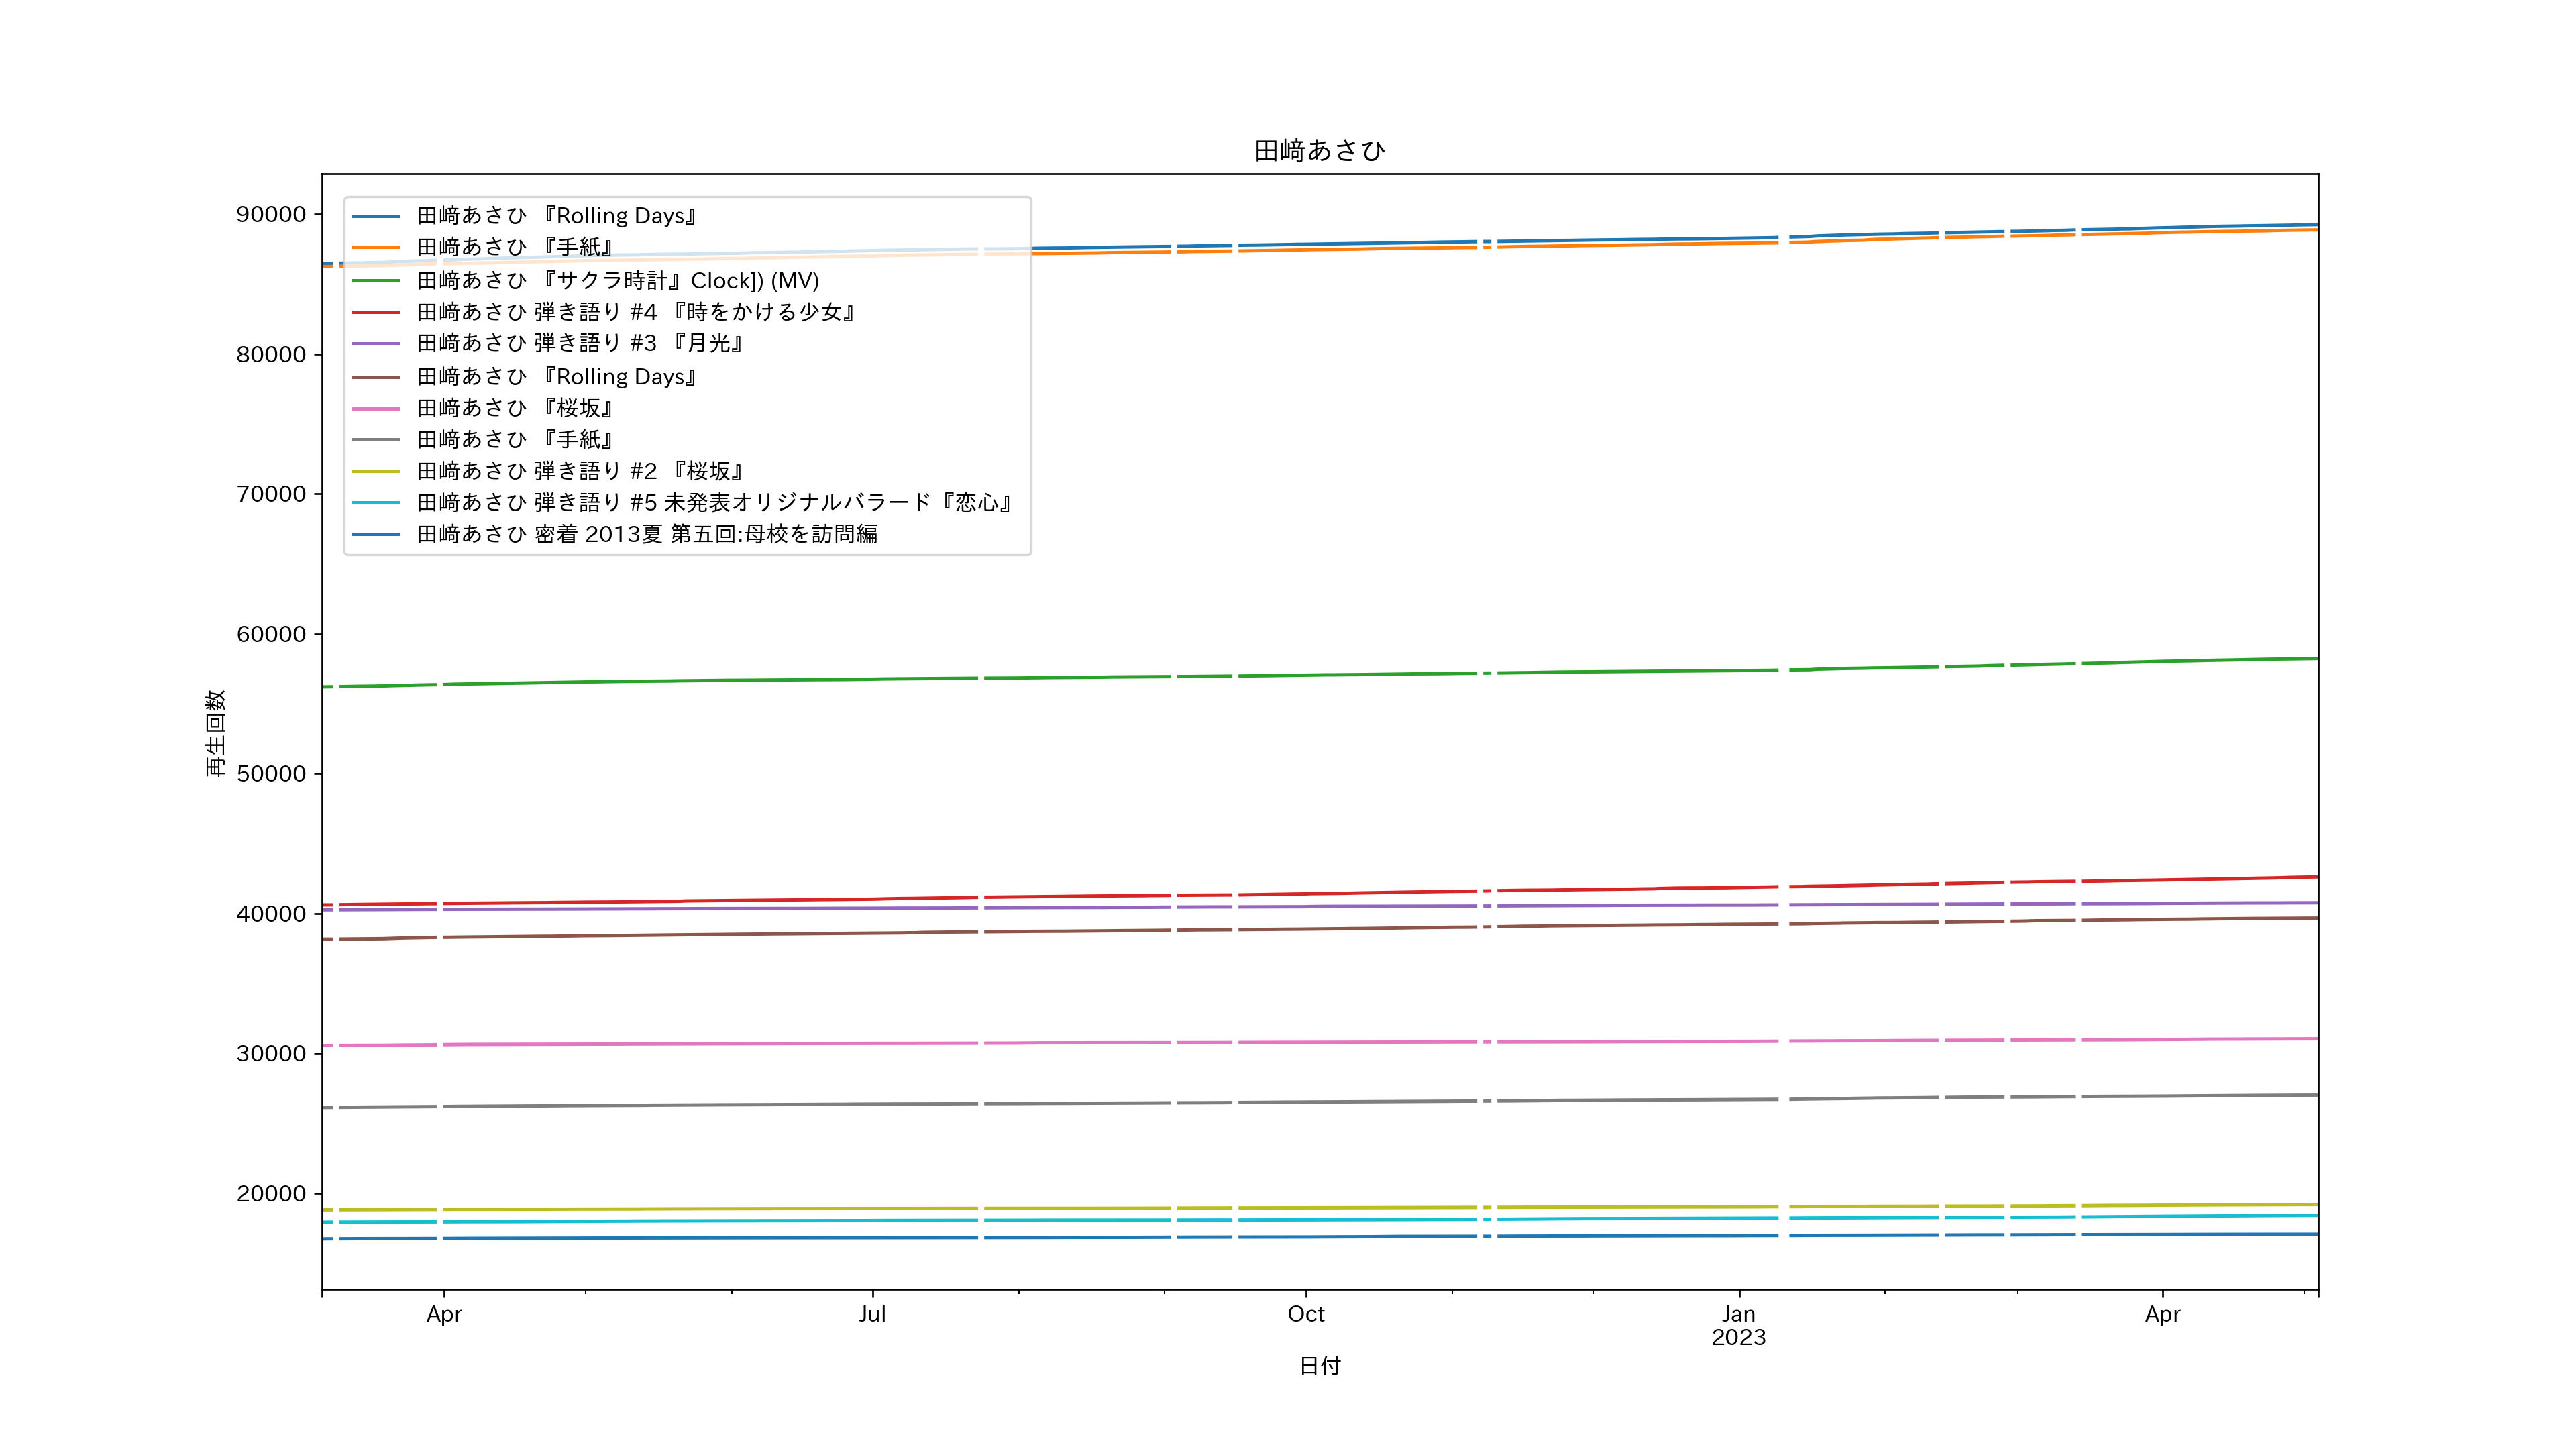 田﨑あさひ
90000
80000
70000
60000
50000
40000
30000
20000
再生回数
田﨑あさひ 『Rolling Days』
田﨑あさひ 『手紙』
田﨑あさひ 『サクラ時計』Clock]) (MV)
田﨑あさひ 弾き語り #4 『時をかける少女』
田﨑あさひ 弾き語り #3 『月光』
田﨑あさひ 『Rolling Days』
田﨑あさひ 『桜坂』
田﨑あさひ 『手紙』
田﨑あさひ 弾き語り #2 『桜坂』
田﨑あさひ 弾き語り #5 未発表オリジナルバラード『恋心』
田﨑あさひ 密着 2013夏 第五回:母校を訪問編
Apr
Jul
Oct
Jan
2023
Apr
日付